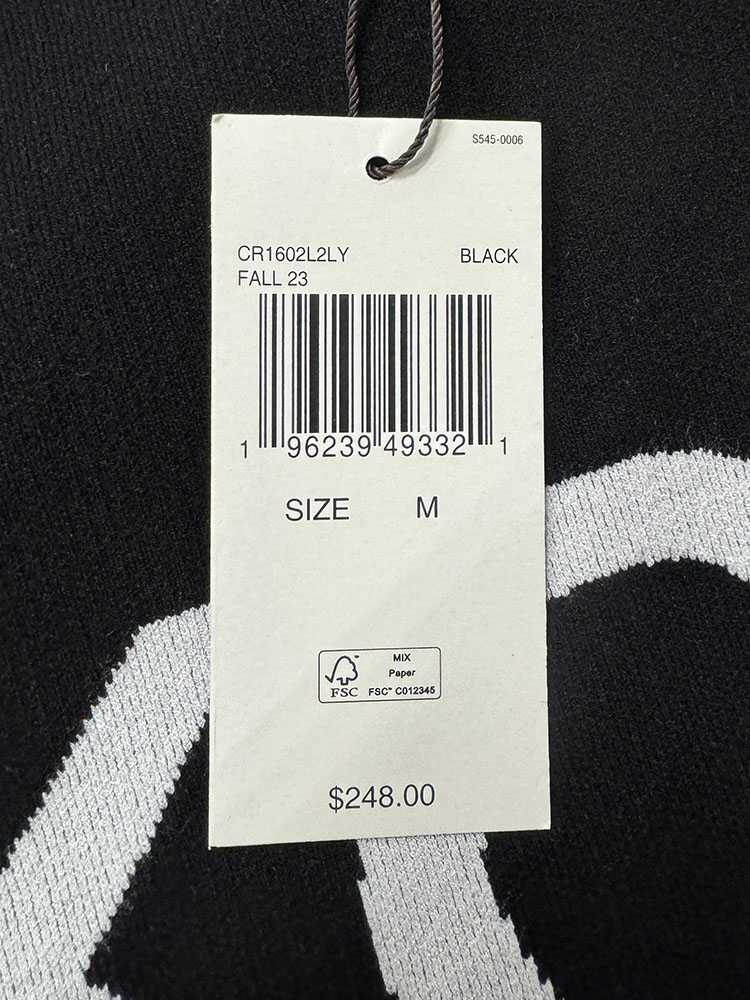 S545-0006
CR1602L2LY BLACK
FALL 23
1 96239 49332 1
SIZE M
MIX
Paper
FSC™ C012345
FSC
$248.00